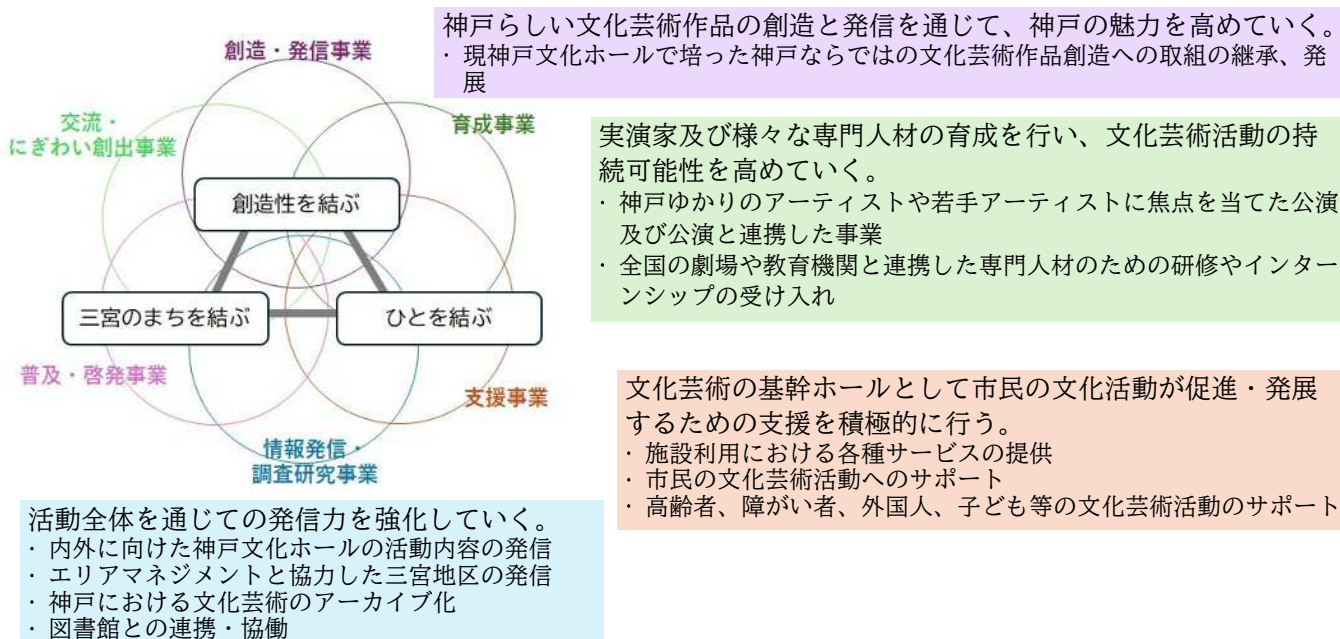 神戸らしい文化芸術作品の創造と発信を通じて、神戸の魅力を高めていく。
・現神戸文化ホールで培った神戸ならではの文化芸術作品創造への取組の継承、発
展
創造・発信事業
交流・
にぎわい創出事業
育成事業
創造性を結ぶ
三宮のまちを結ぶ
ひとを結ぶ
普及・啓発事業
支援事業
情報発信・
調査研究事業
実演家及び様々な専門人材の育成を行い、文化芸術活動の持
続可能性を高めていく。
・神戸ゆかりのアーティストや若手アーティストに焦点を当てた公演
及び公演と連携した事業
・全国の劇場や教育機関と連携した専門人材のための研修やインター
ンシップの受け入れ
文化芸術の基幹ホールとして市民の文化活動が促進・発展
するための支援を積極的に行う。
・施設利用における各種サービスの提供
・市民の文化芸術活動へのサポート
・高齢者、障がい者、外国人、子ども等の文化芸術活動のサポート
活動全体を通じての発信力を強化していく。
・内外に向けた神戸文化ホールの活動内容の発信
・エリアマネジメントと協力した三宮地区の発信
・神戸における文化芸術のアーカイブ化
・図書館との連携・協働